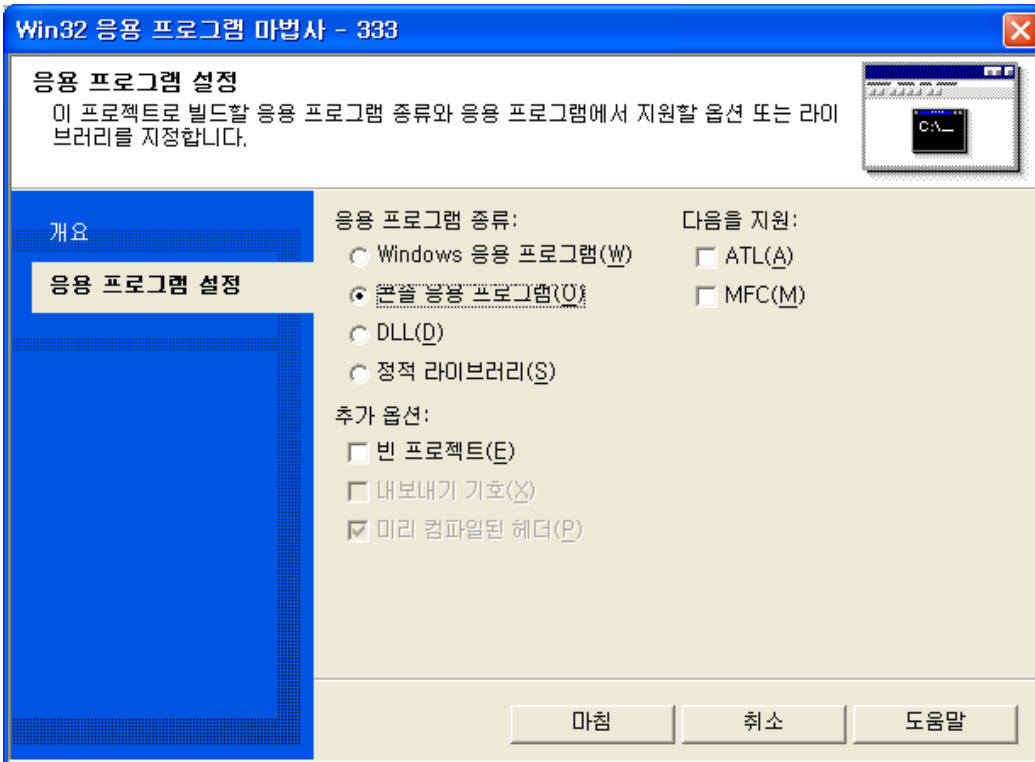 Win32 응용 프로그램 마법사 - 333
응용 프로그램 설정
이 프로젝트로 빌드할 응용 프로그램 종류와 응용 프로그램에서 지원할 옵션 또는 라이
브러리를 지정합니다.
C:\_
개요
응용 프로그램 설정
응용 프로그램 종류:
Windows 응용 프로그램(W)
콘솔 응용 프로그램(O)
DLL(D)
정적 라이브러리(S)
추가 옵션:
빈 프로젝트(E)
내보내기 기호(X)
미리 컴파일된 헤더(P)
다음을 지원:
ATL(A)
MFC(M)
마침
취소
도움말